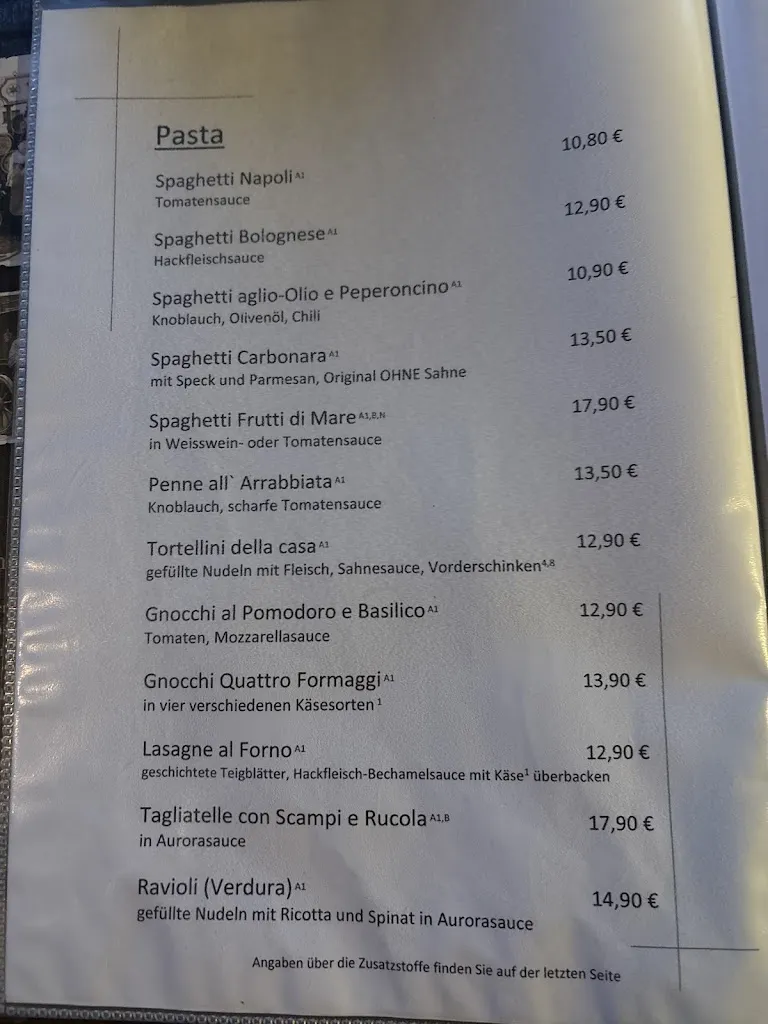 Pasta
Spaghetti Napoli A1 10,80 €
Tomatensauce
Spaghetti Bolognese A1 12,90 €
Hackfleischsauce
Spaghetti aglio-Olio e Peperoncino A1 10,90 €
Knoblauch, Olivenöl, Chili
Spaghetti Carbonara A1 13,50 €
mit Speck und Parmesan, Original OHNE Sahne
Spaghetti Frutti di Mare A1,B,N 17,90 €
in Weisswein- oder Tomatensauce
Penne all` Arrabbiata A1 13,50 €
Knoblauch, scharfe Tomatensauce
Tortellini della casa A1 12,90 €
gefüllte Nudeln mit Fleisch, Sahnesauce, Vorderschinken 4,8
Gnocchi al Pomodoro e Basilico A1 12,90 €
Tomaten, Mozzarellasauce
Gnocchi Quattro Formaggi A1 13,90 €
in vier verschiedenen Käsesorten 1
Lasagne al Forno A1 12,90 €
geschichtete Teigblätter, Hackfleisch-Bechamelsauce mit Käse1 überbacken
Tagliatelle con Scampi e Rucola A1,B 17,90 €
in Aurorasauce
Ravioli (Verdura) A1 14,90 €
gefüllte Nudeln mit Ricotta und Spinat in Aurorasauce
Angaben über die Zusatzstoffe finden Sie auf der letzten Seite